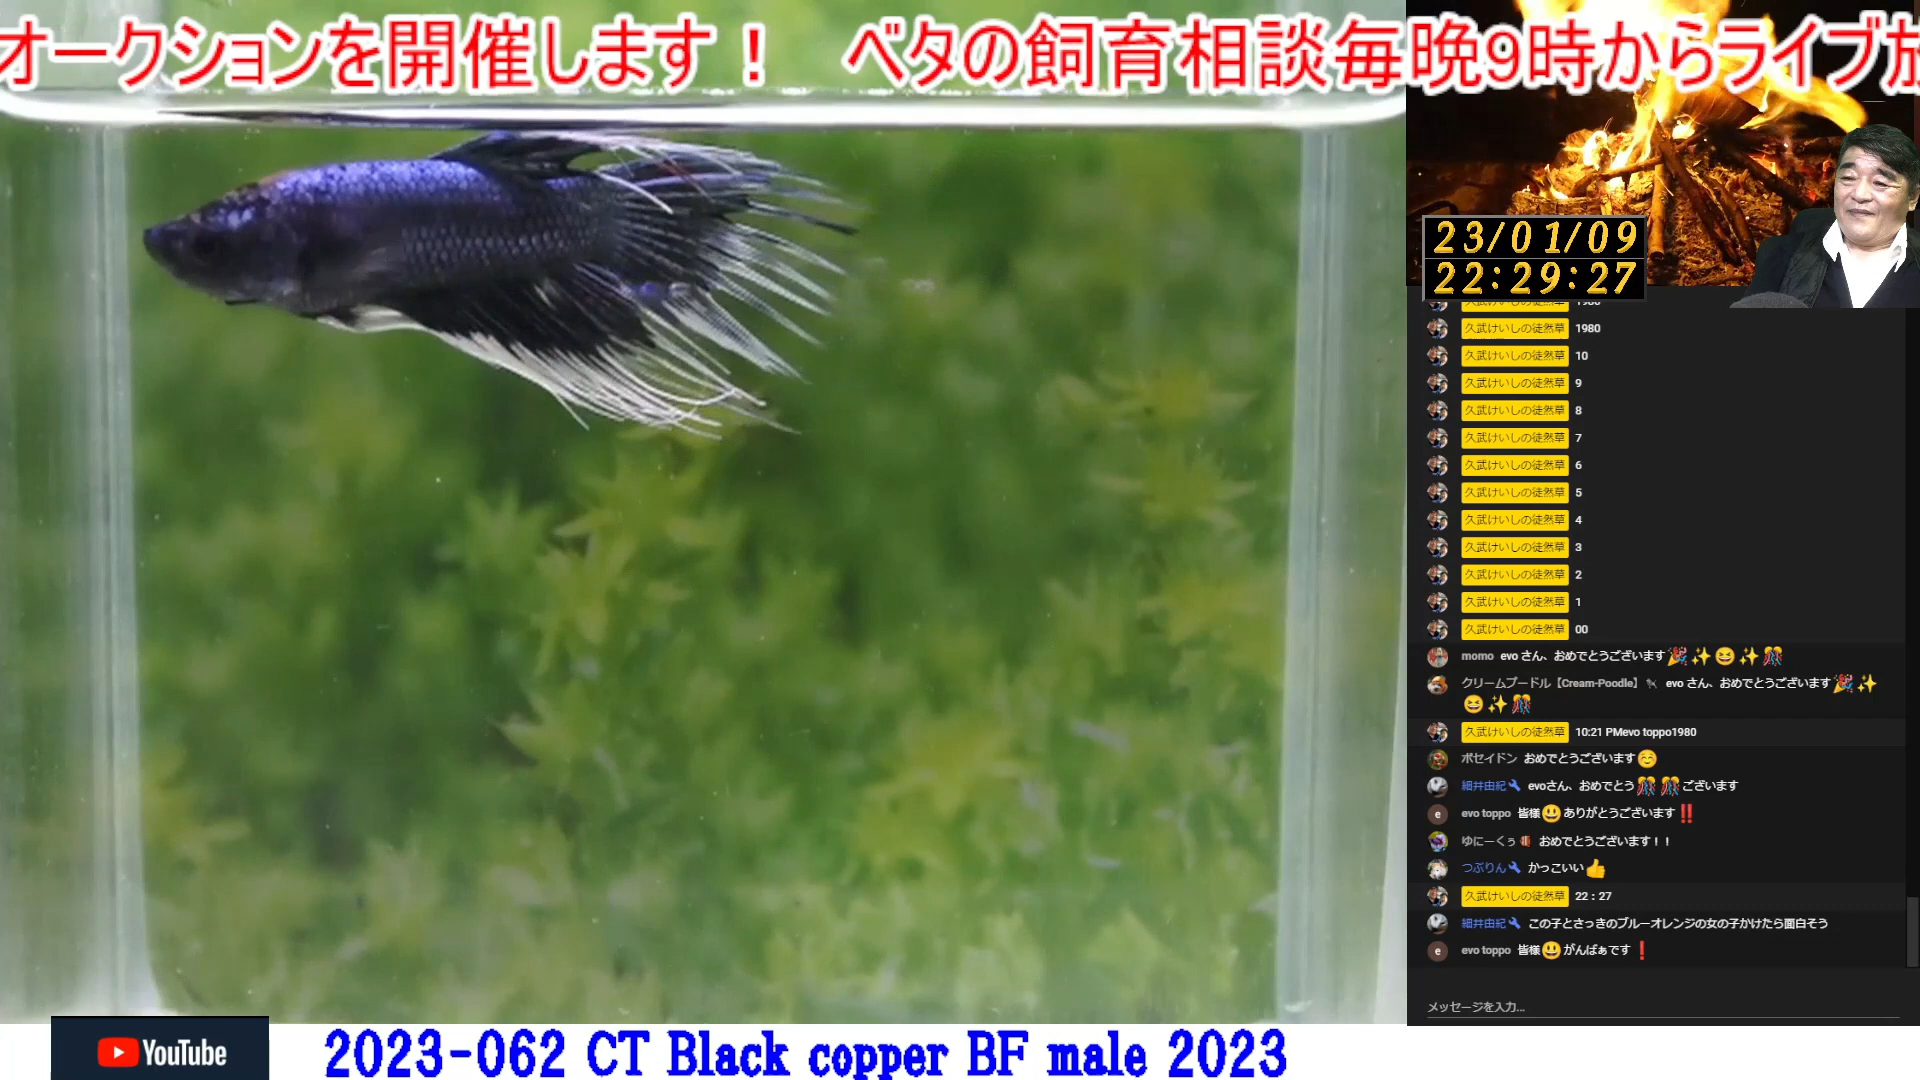 オークションを開催します！　ベタの飼育相談毎晩9時からライブ放
23/01/09
22:29:27
久武けいしの徒然草 1980
久武けいしの徒然草 1980
久武けいしの徒然草 10
久武けいしの徒然草 9
久武けいしの徒然草 8
久武けいしの徒然草 7
久武けいしの徒然草 6
久武けいしの徒然草 5
久武けいしの徒然草 4
久武けいしの徒然草 3
久武けいしの徒然草 2
久武けいしの徒然草 1
久武けいしの徒然草 00
momo evo さん、おめでとうございます🎉✨😆✨🎊
クリームプードル【Cream-Poodle】🐩 evo さん、おめでとうございます🎉✨
😆✨🎊
久武けいしの徒然草 10:21 PMevo toppo1980
ポセイドン おめでとうございます☺️
細井由紀 evoさん、おめでとう🎊🎊ございます
e evo toppo 皆様😃ありがとうございます‼️
ゆにーくぅ おめでとうございます！！
つぶりん かっこいい👍
久武けいしの徒然草 22：27
細井由紀 この子とさっきのブルーオレンジの女の子かけたら面白そう
e evo toppo 皆様😃がんばぁです❗
メッセージを入力...
YouTube
2023-062 CT Black copper BF male 2023